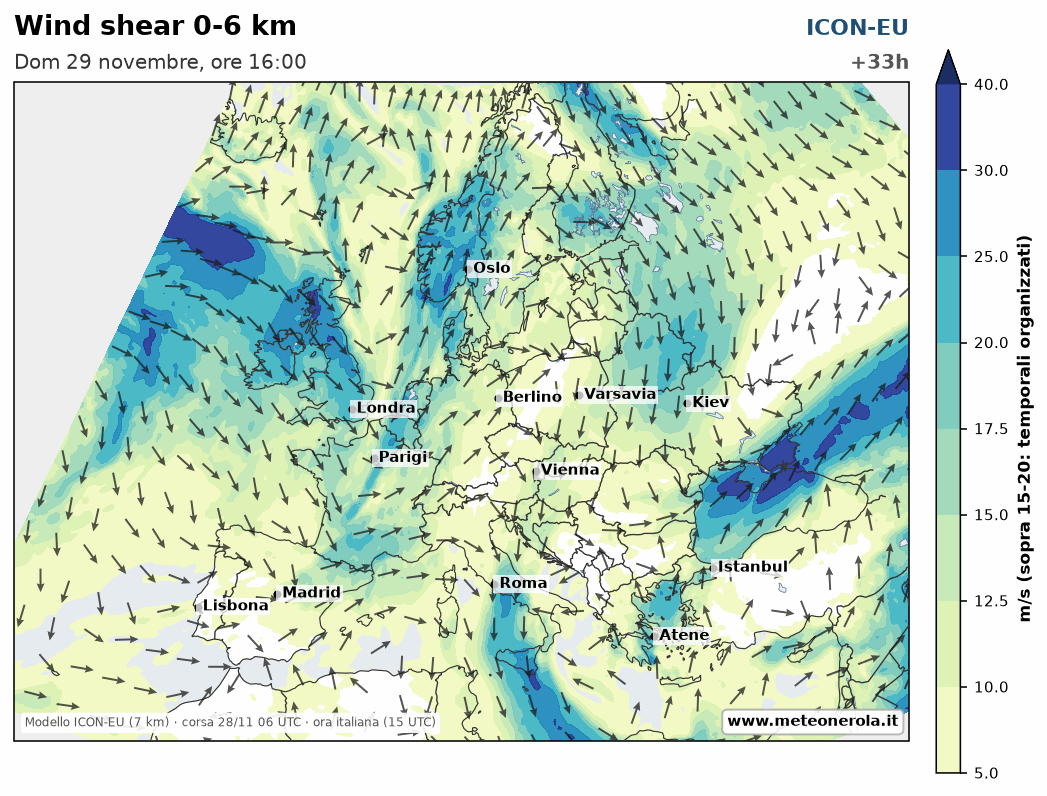 Wind shear 0-6 km
ICON-EU
Dom 29 novembre, ore 16:00
+33h
40.0
30.0
25.0
20.0
17.5
15.0
12.5
10.0
5.0
m/s (sopra 15-20: temporali organizzati)
Oslo
Berlino
Varsavia
Kiev
Londra
Parigi
Vienna
Istanbul
Roma
Madrid
Lisbona
Atene
Modello ICON-EU (7 km) · corsa 28/11 06 UTC · ora italiana (15 UTC)
www.meteonerola.it